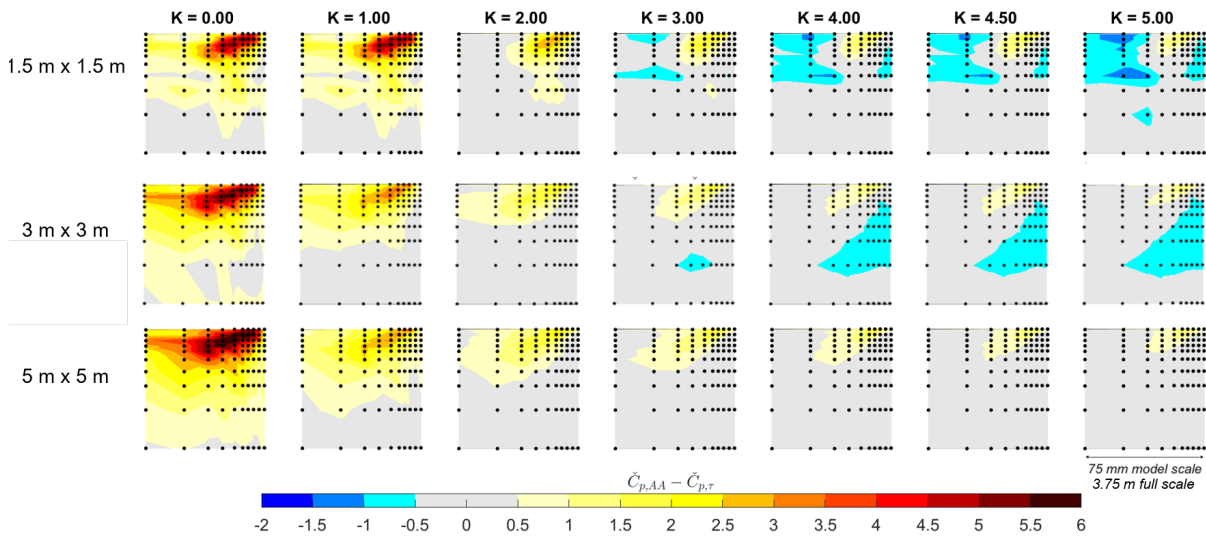 K = 0.00 K = 1.00 K = 2.00 K = 3.00 K = 4.00 K = 4.50 K = 5.00
1.5 m x 1.5 m
3 m x 3 m
5 m x 5 m
75 mm model scale
3.75 m full scale
Č_{p,AA} − Č_{p,τ}
-2 -1.5 -1 -0.5 0 0.5 1 1.5 2 2.5 3 3.5 4 4.5 5 5.5 6